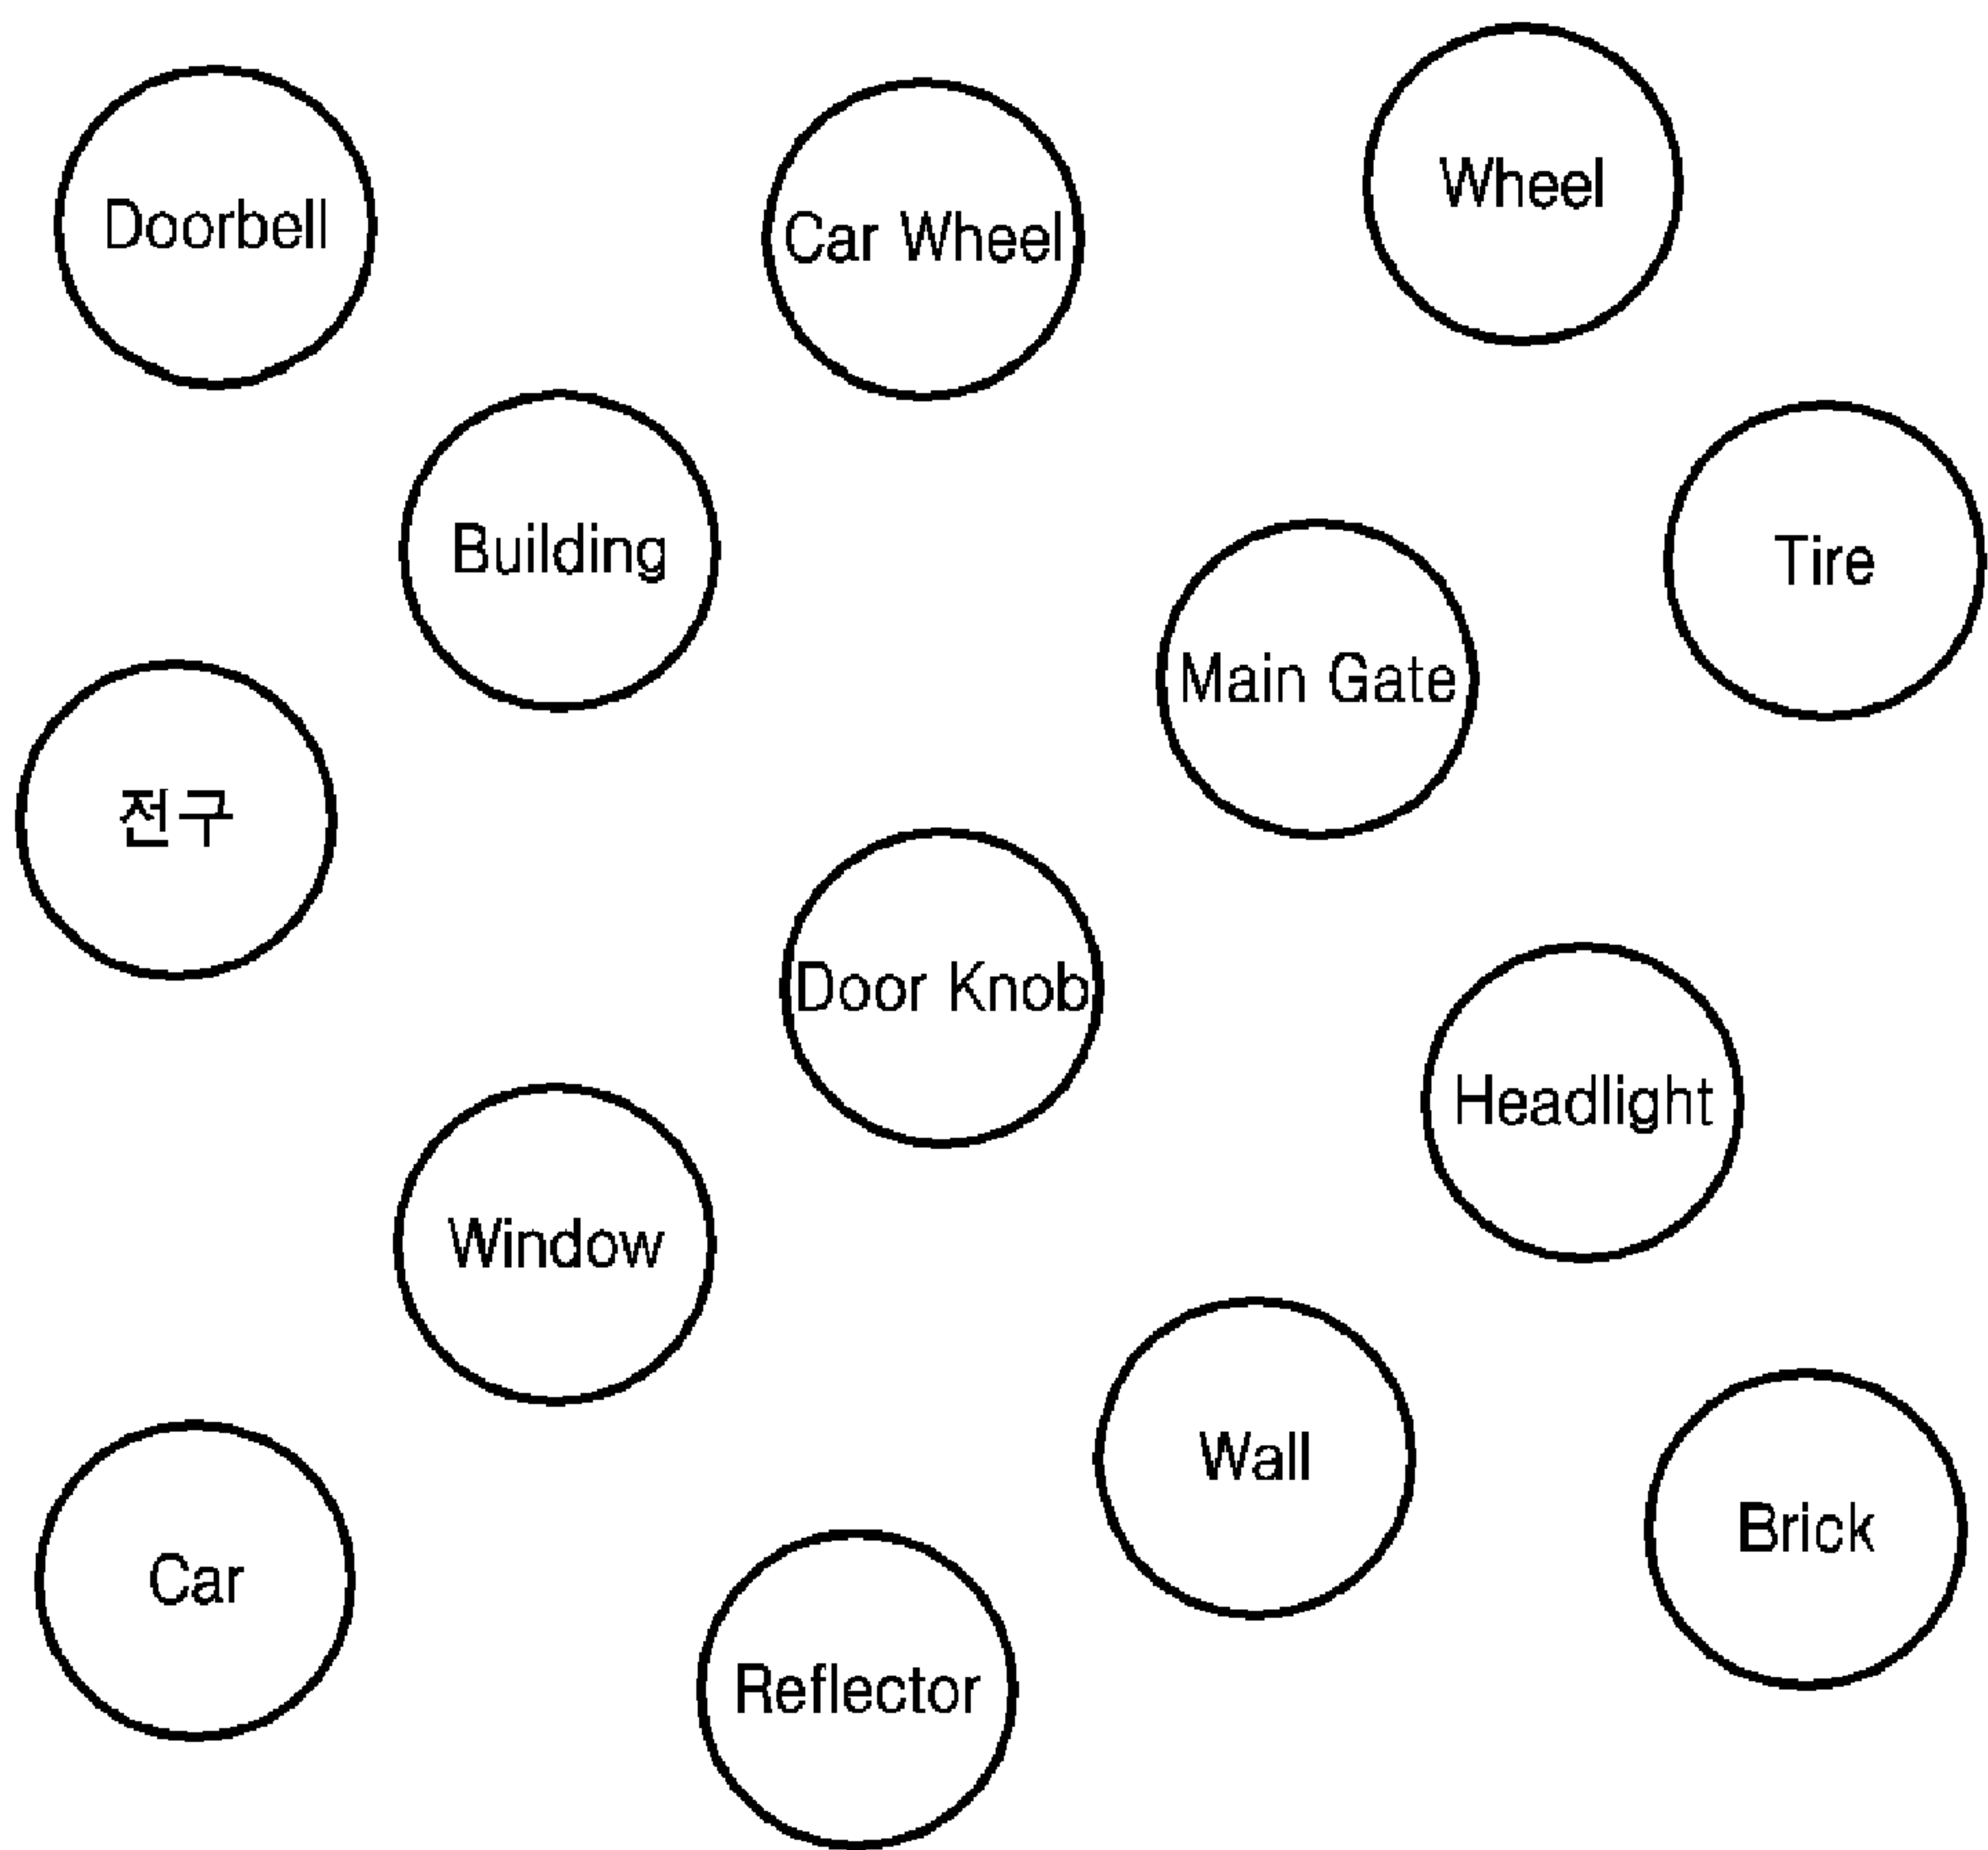 Doorbell
Car Wheel
Wheel
Building
Main Gate
Tire
전구
Door Knob
Headlight
Window
Wall
Brick
Car
Reflector